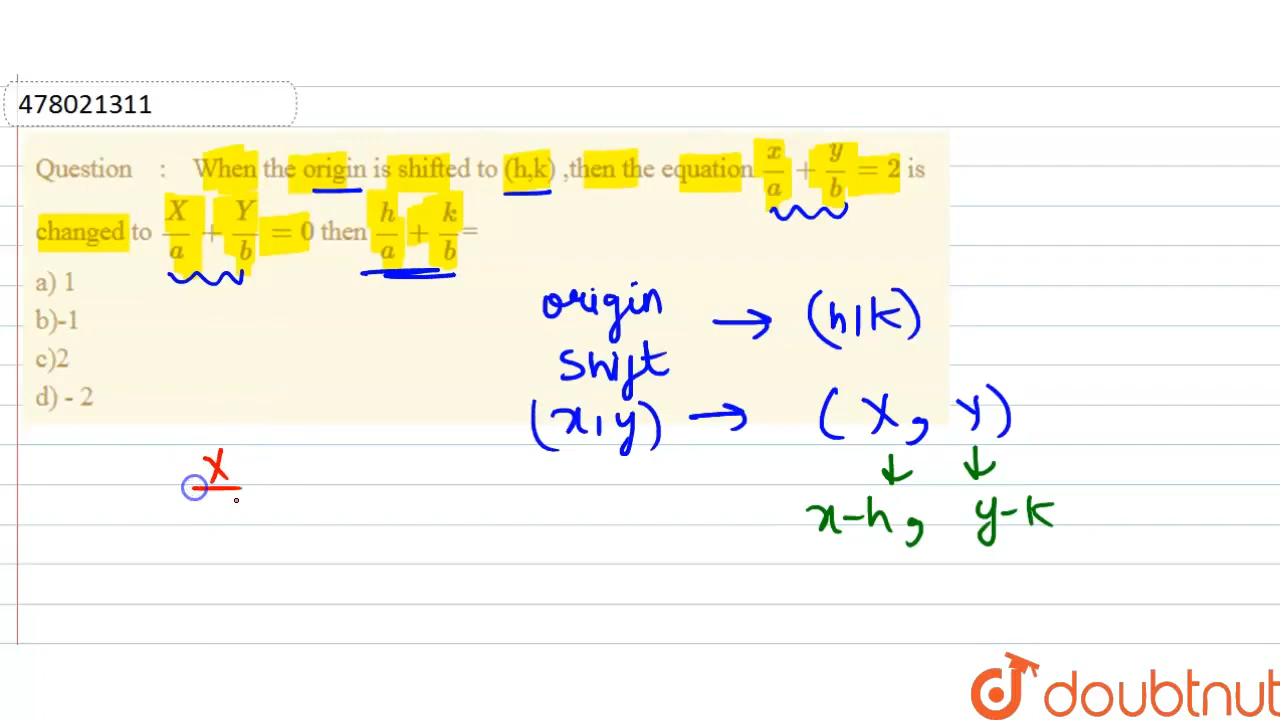 478021311
Question : When the origin is shifted to (h,k) ,then the equation x/a + y/b = 2 is
changed to X/a + Y/b = 0 then h/a + k/b =
a) 1
b)-1
c)2
d) - 2
origin shift → (h,k)
(x,y) → (X, Y)
↓ ↓
x-h, y-k
X
doubtnut